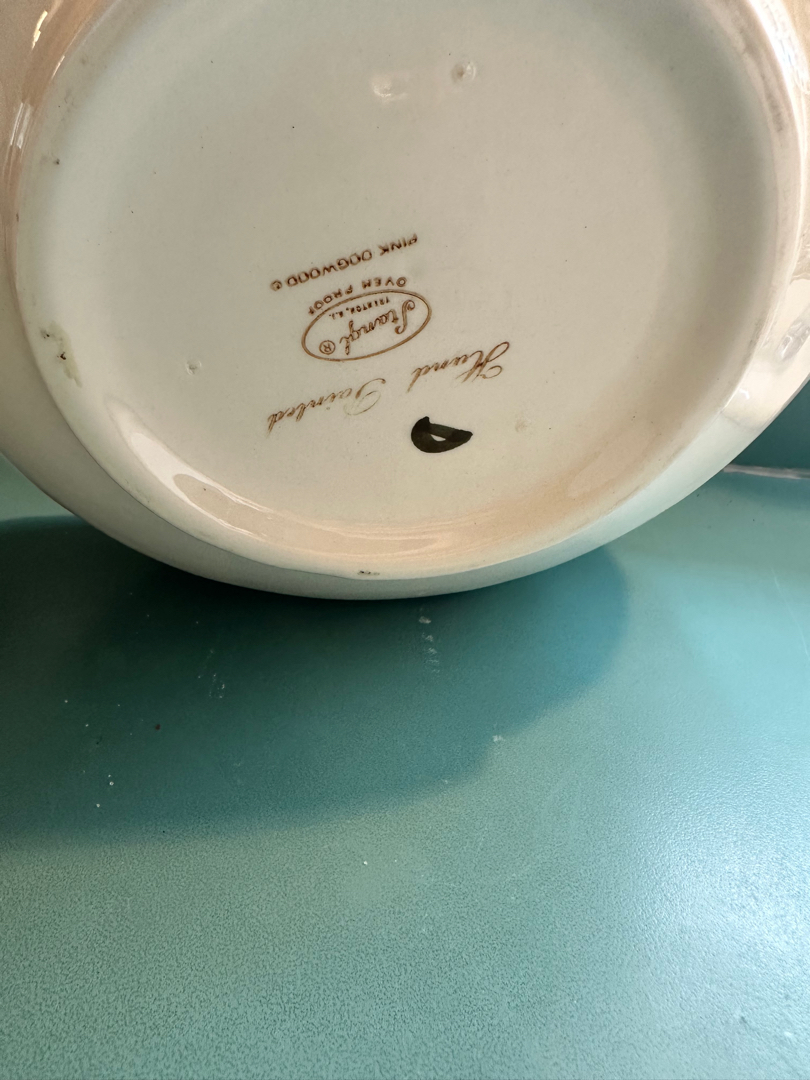 Hand Painted
Stangl ®
TRENTON, N.J.
OVEN PROOF
PINK DOGWOOD ©